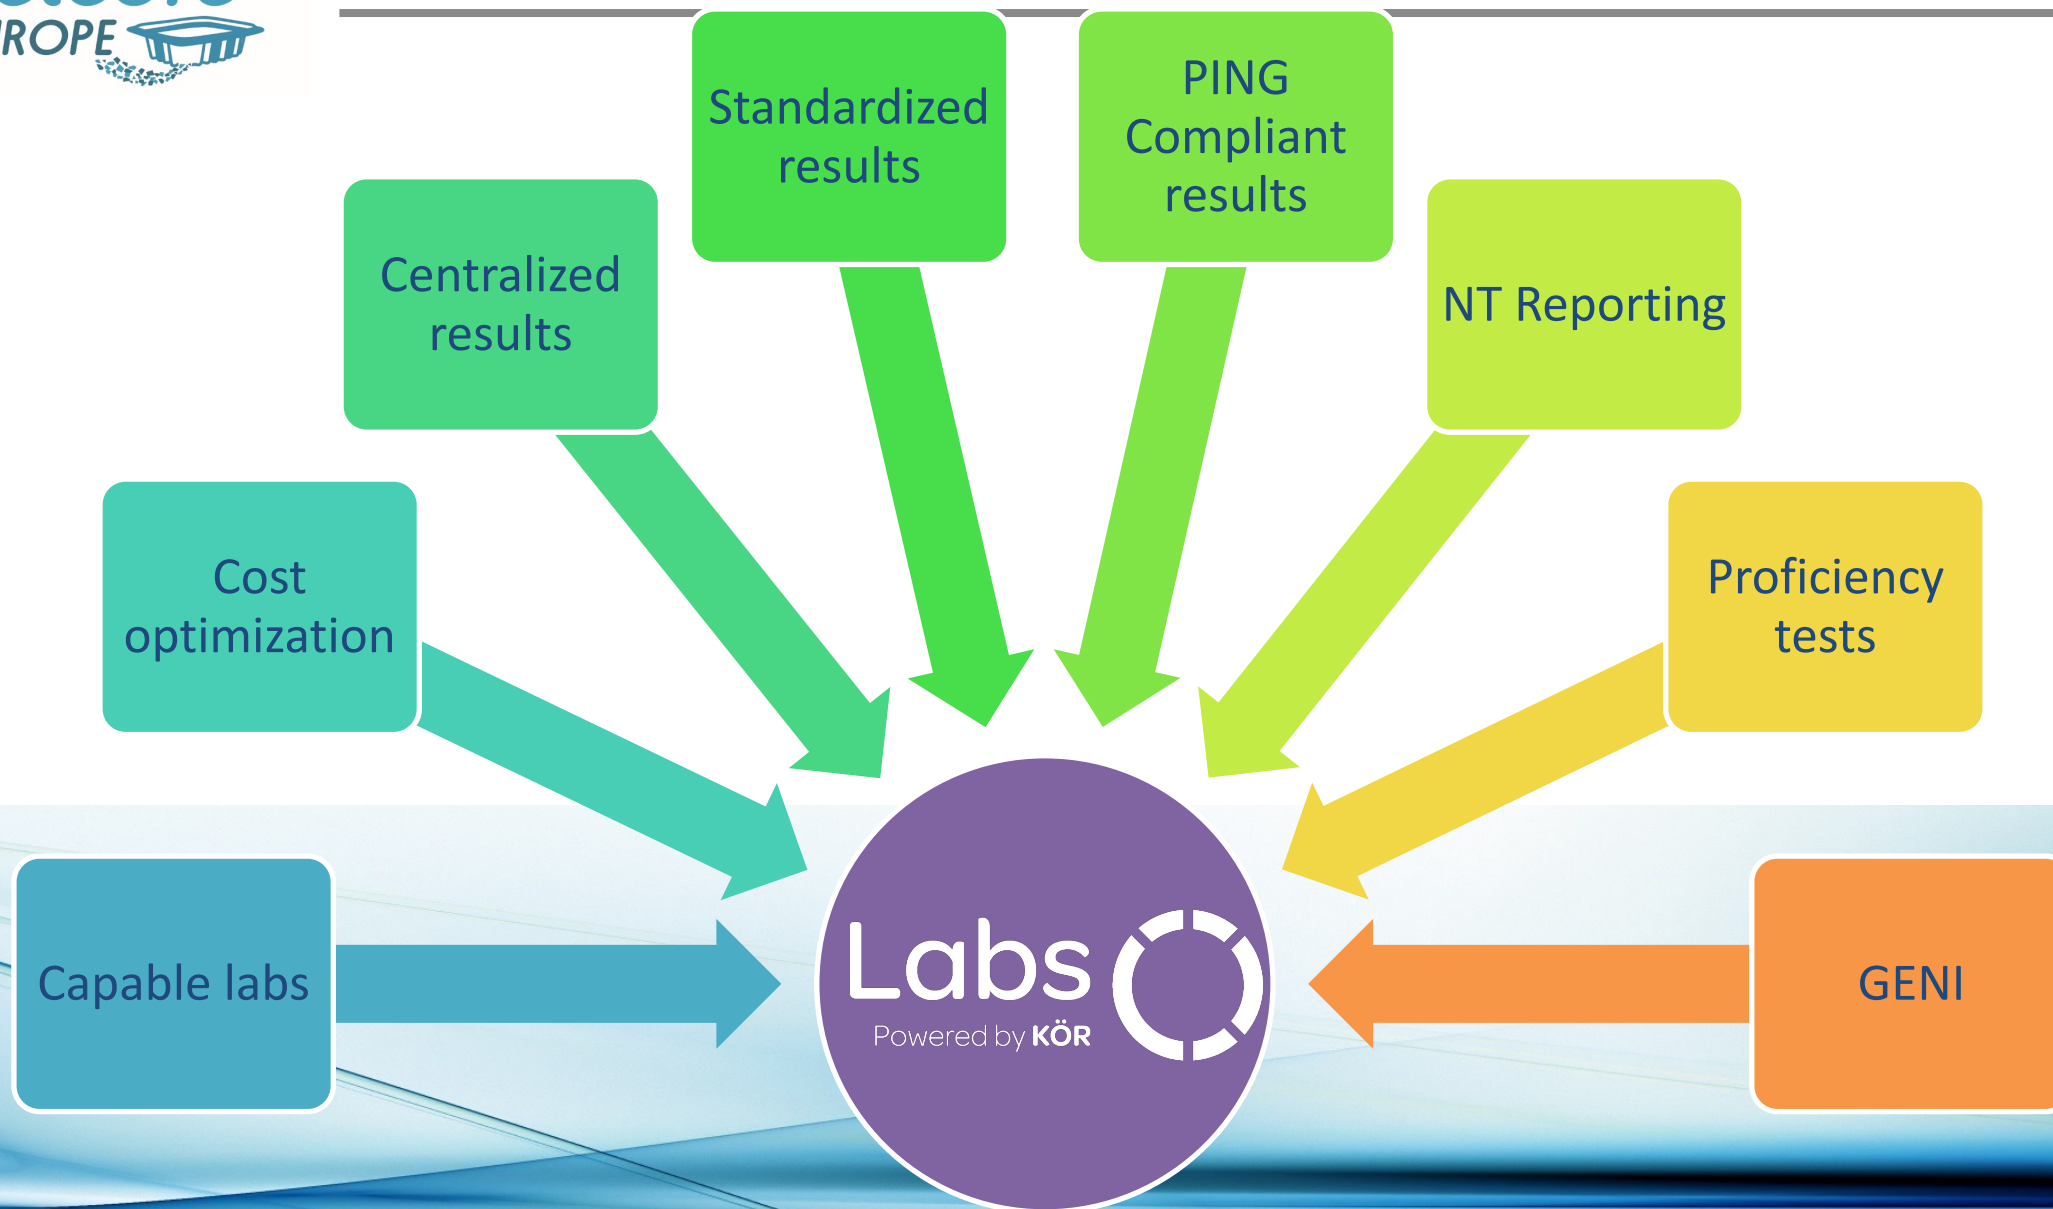 Standardized
results
PING
Compliant
results
Centralized
results
NT Reporting
Cost
optimization
Proficiency
tests
Capable labs
Labs
Powered by KÖR
GENI